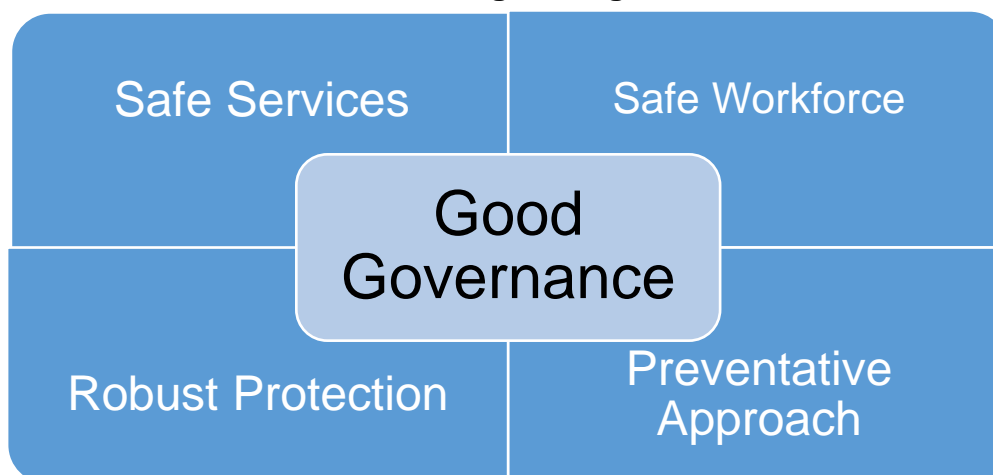 Safe Services
Safe Workforce
Good
Governance
Robust Protection
Preventative
Approach